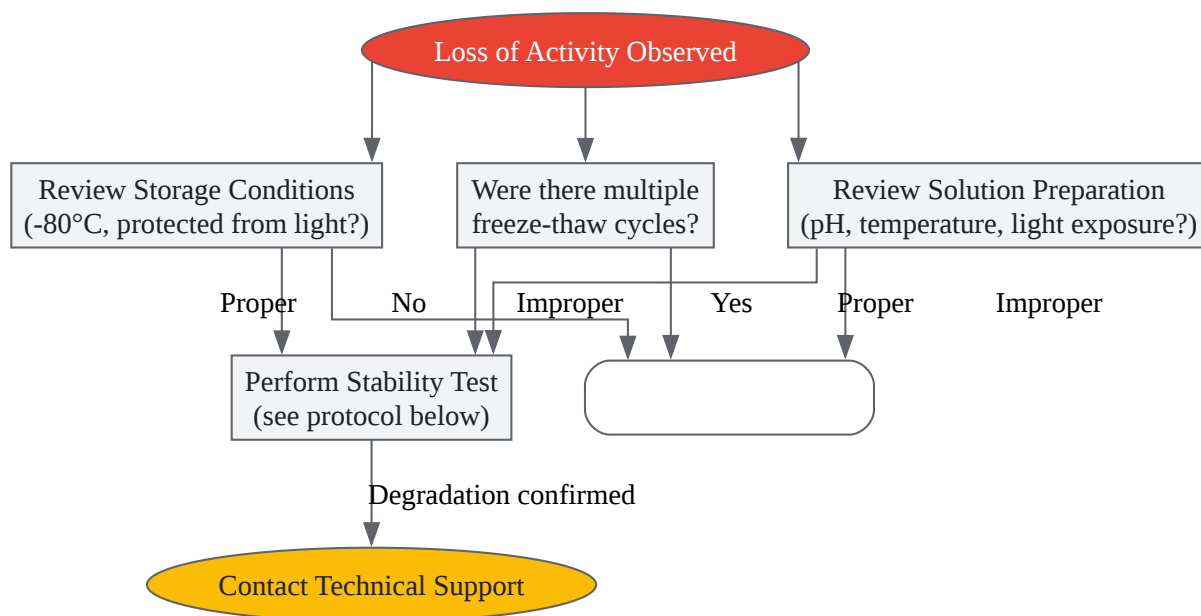 Loss of Activity Observed
Review Storage Conditions
(-80°C, protected from light?)
Were there multiple
freeze-thaw cycles?
Review Solution Preparation
(pH, temperature, light exposure?)
Proper
No
Improper
Yes
Proper
Improper
Perform Stability Test
(see protocol below)
Degradation confirmed
Contact Technical Support